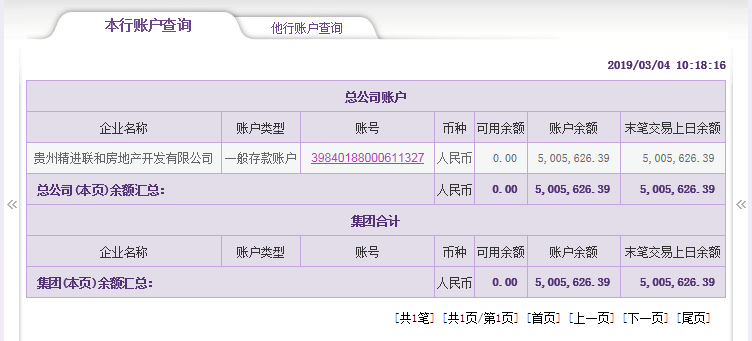 本行账户查询 他行账户查询
2019/03/04 10:18:16
总公司账户
企业名称 账户类型 账号 币种 可用余额 账户余额 末笔交易上日余额
贵州精进联和房地产开发有限公司 一般存款账户 39840188000611327 人民币 0.00 5,005,626.39 5,005,626.39
总公司(本页)余额汇总: 人民币 0.00 5,005,626.39 5,005,626.39
集团合计
企业名称 账户类型 账号 币种 可用余额 账户余额 末笔交易上日余额
集团(本页)余额汇总: 人民币 0.00 5,005,626.39 5,005,626.39
[共1笔] [共1页/第1页] [首页] [上一页] [下一页] [尾页]